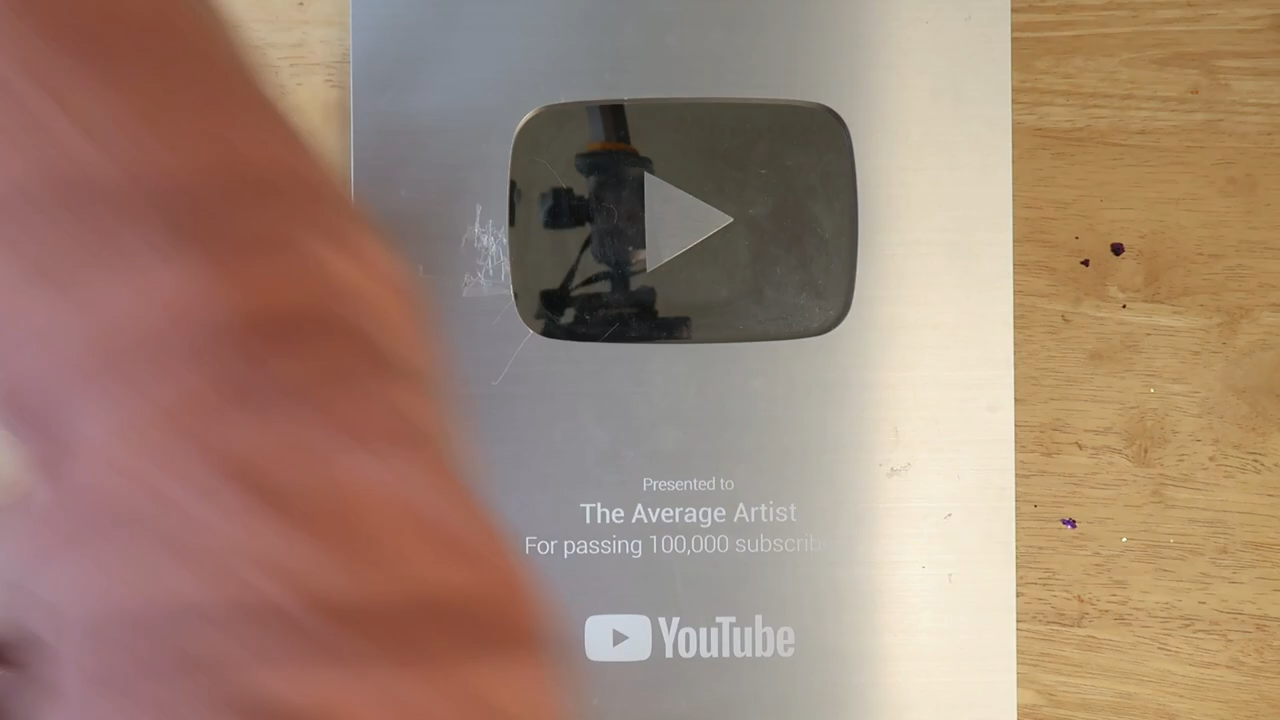 Presented to
The Average Artist
For passing 100,000
YouTube